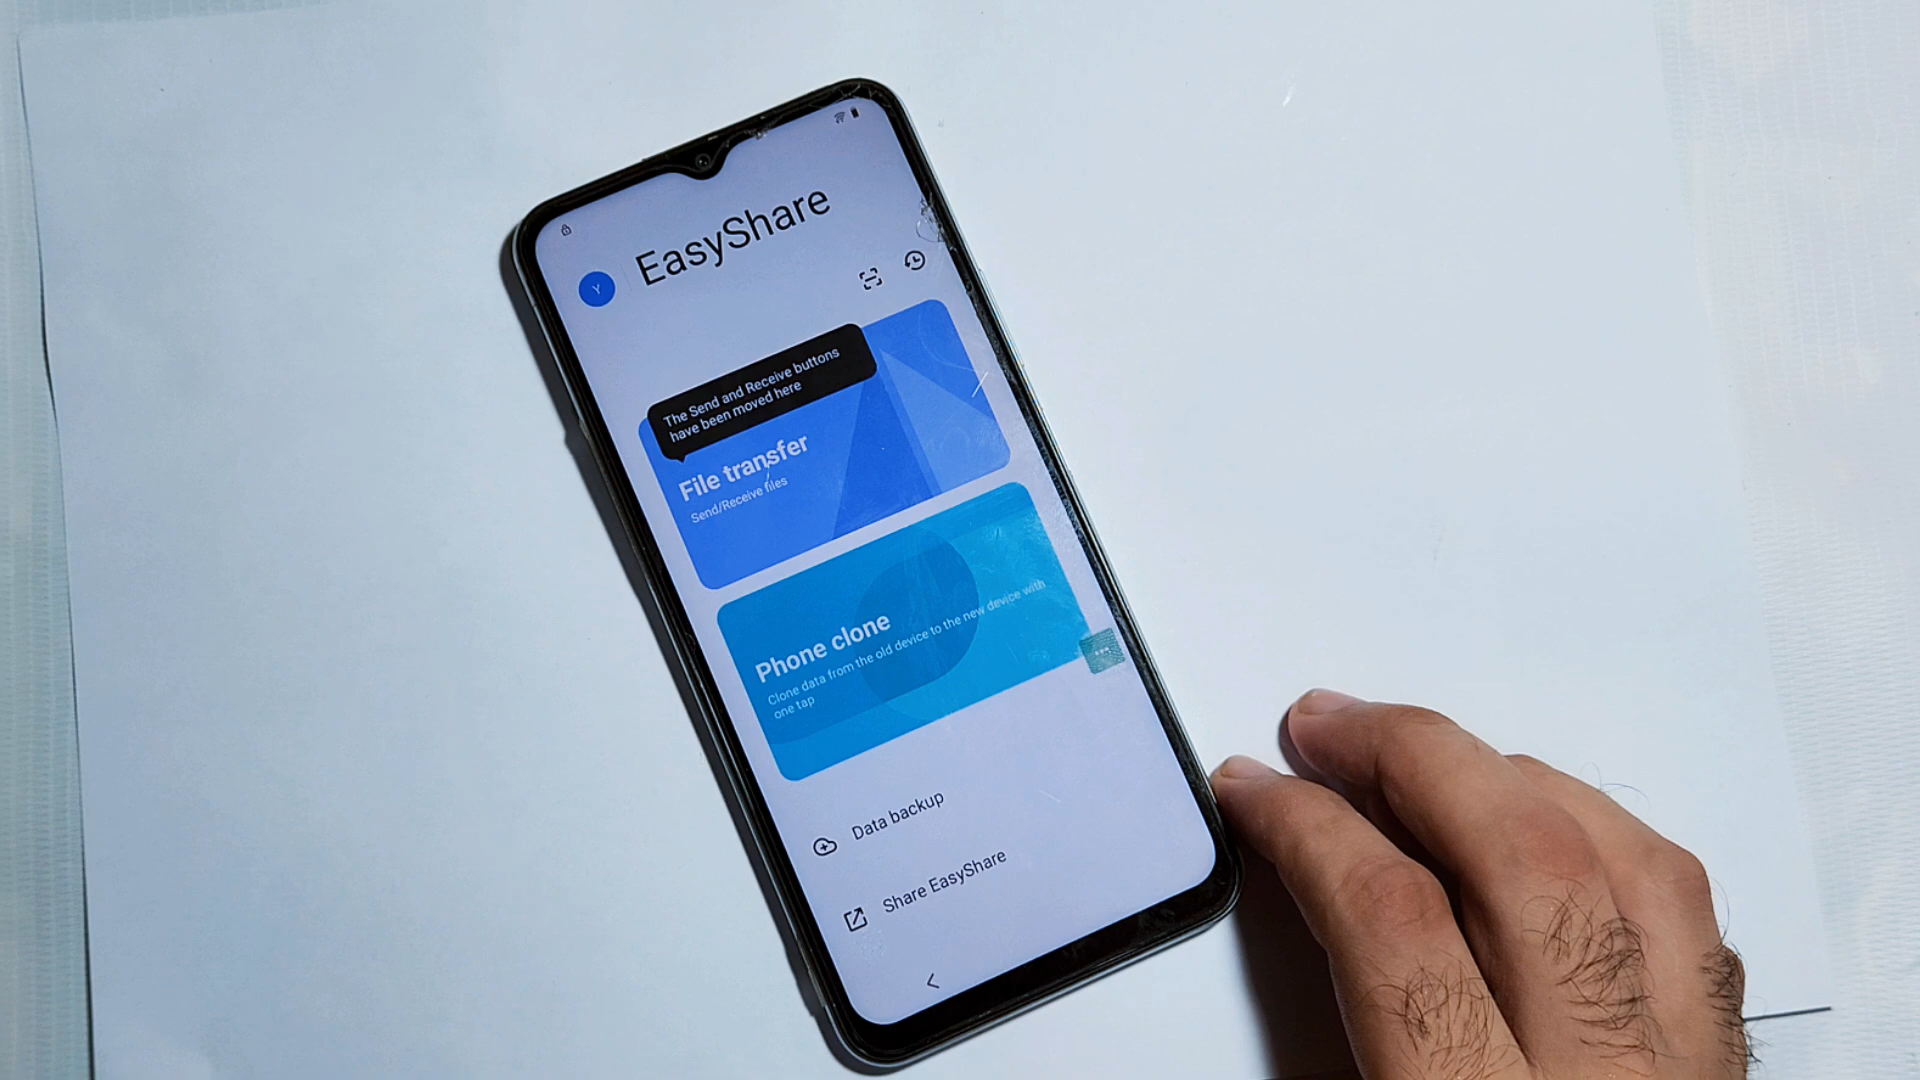 EasyShare
Y
The Send and Receive buttons
have been moved here
File transfer
Send/Receive files
Phone clone
Clone data from the old device to the new device with
one tap
Data backup
Share EasyShare